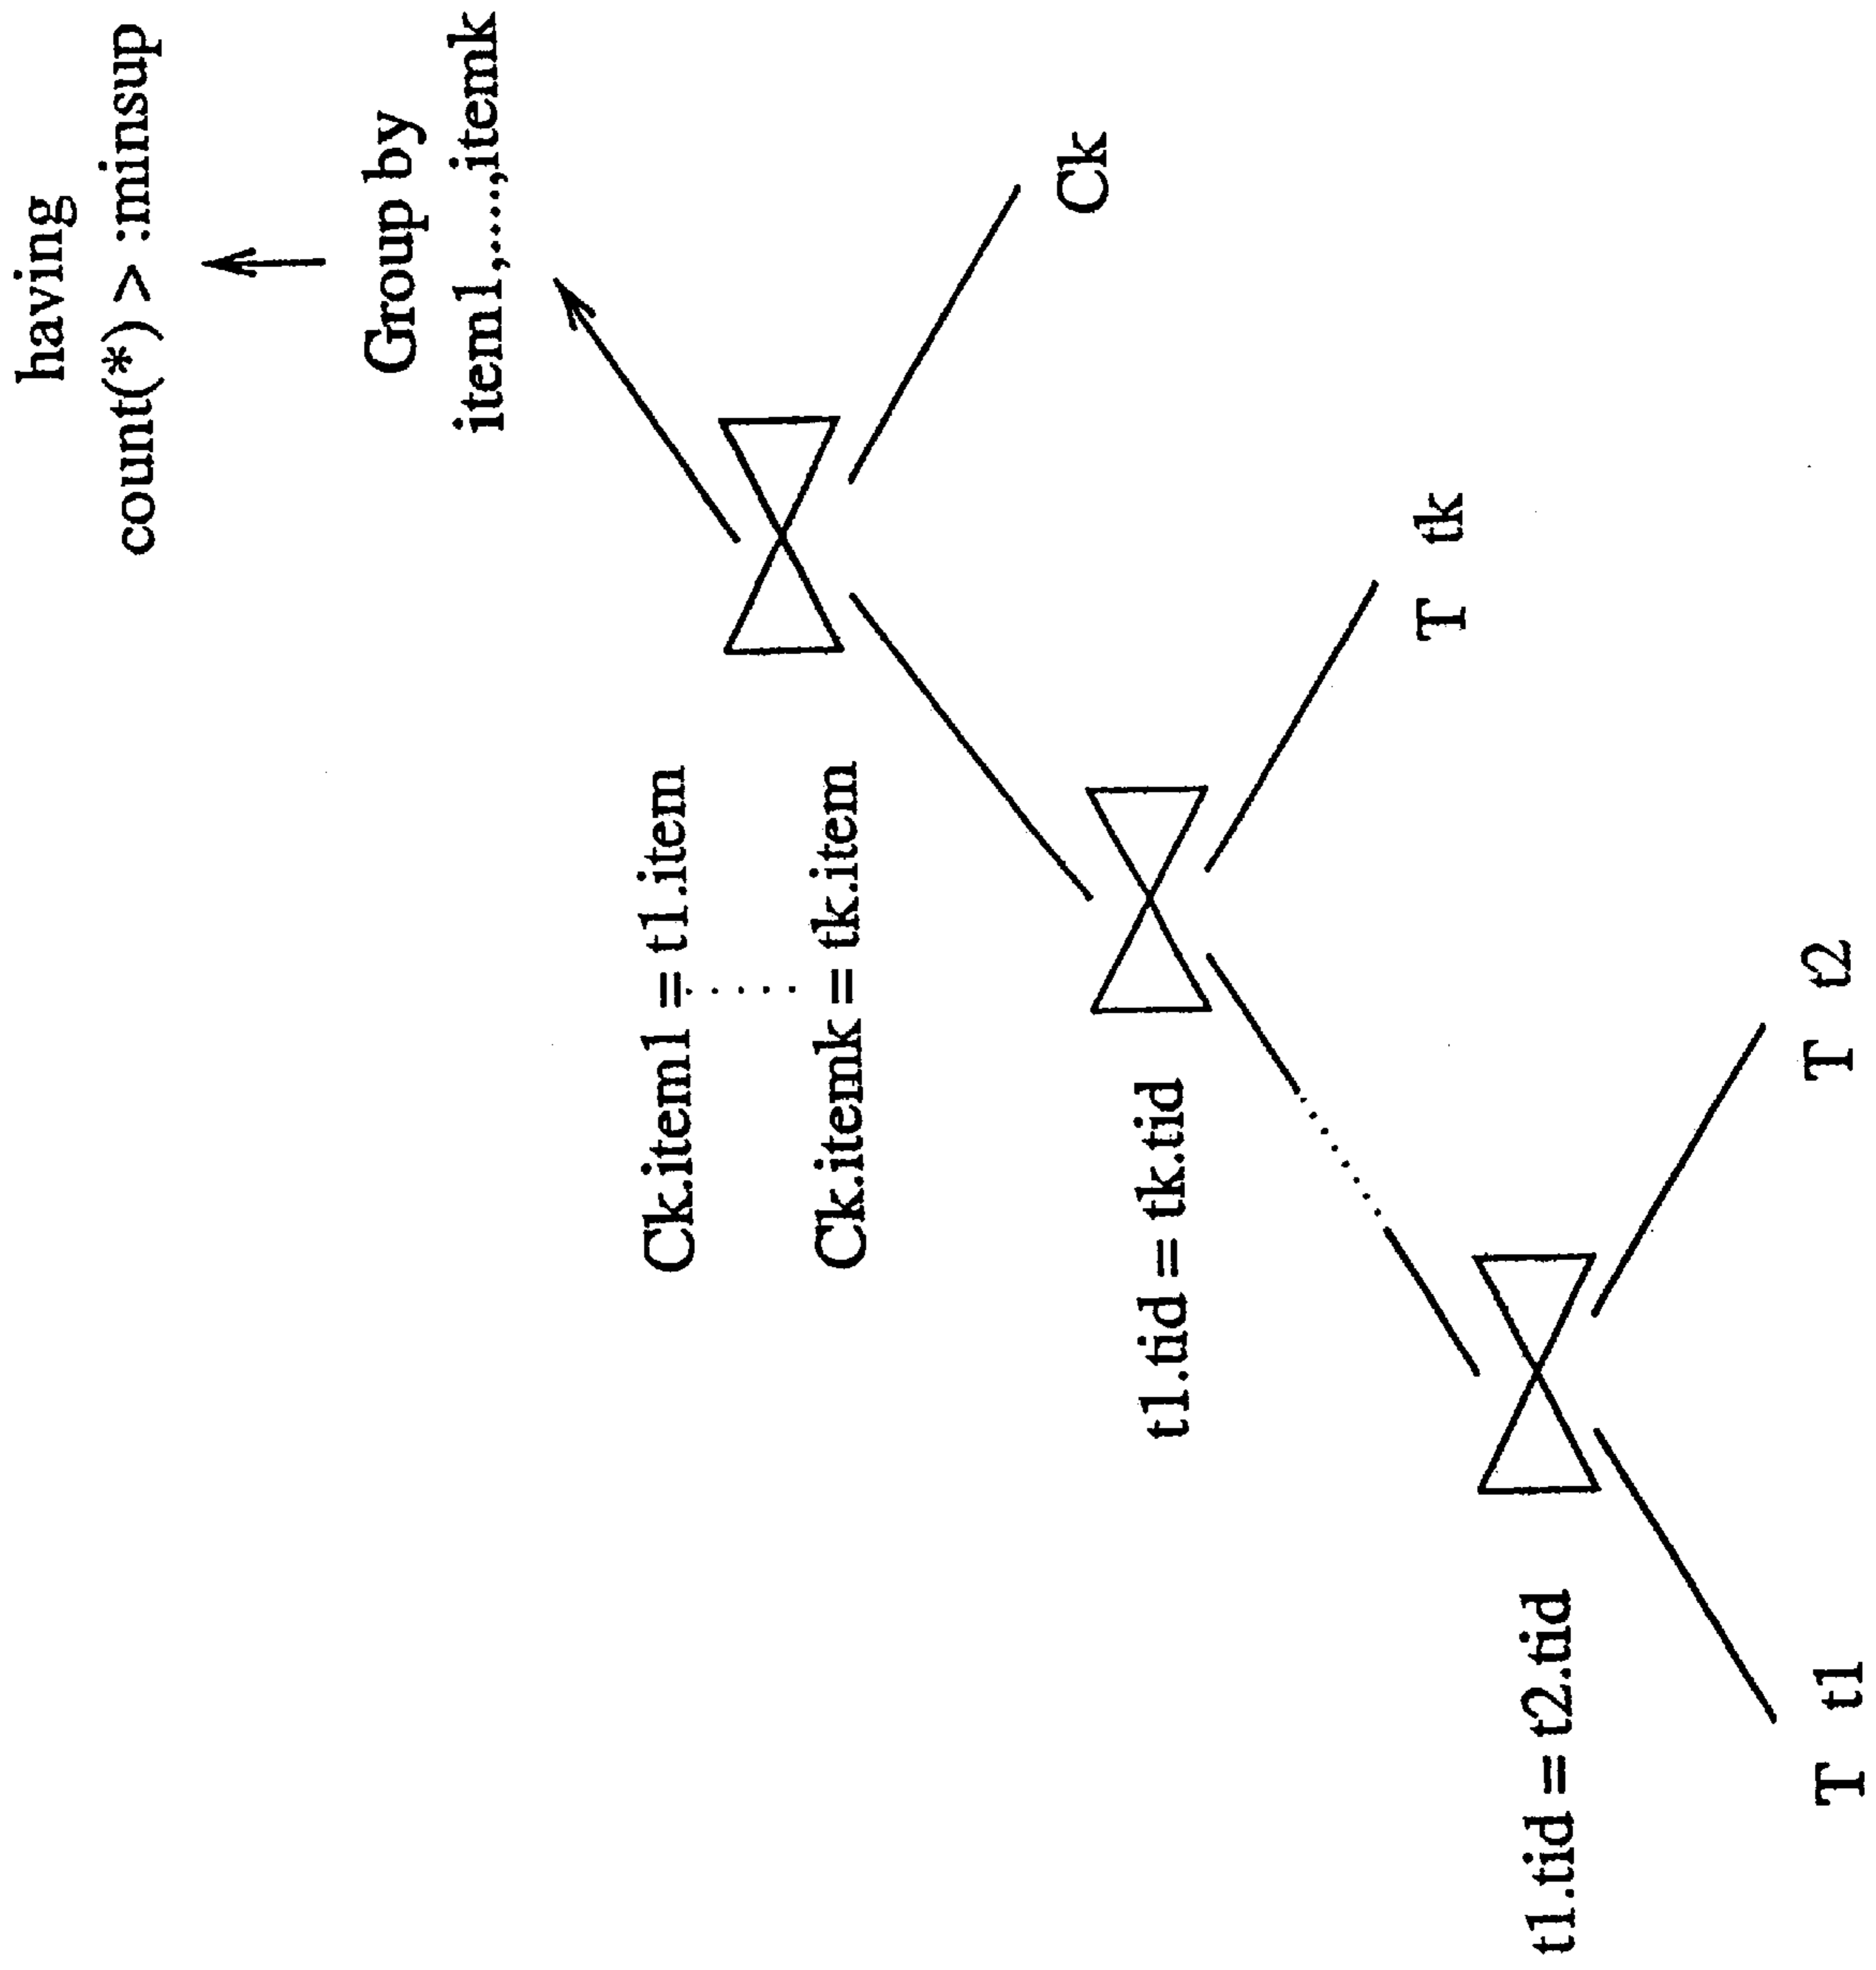 having
count(*) > :minsup
Group by
item1,.....,itemk
Ck.item1 = t1.item
.....
Ck.itemk = tk.item
Ck
t1.tid = tk.tid
T tk
t1.tid = t2.tid
T t2
T t1